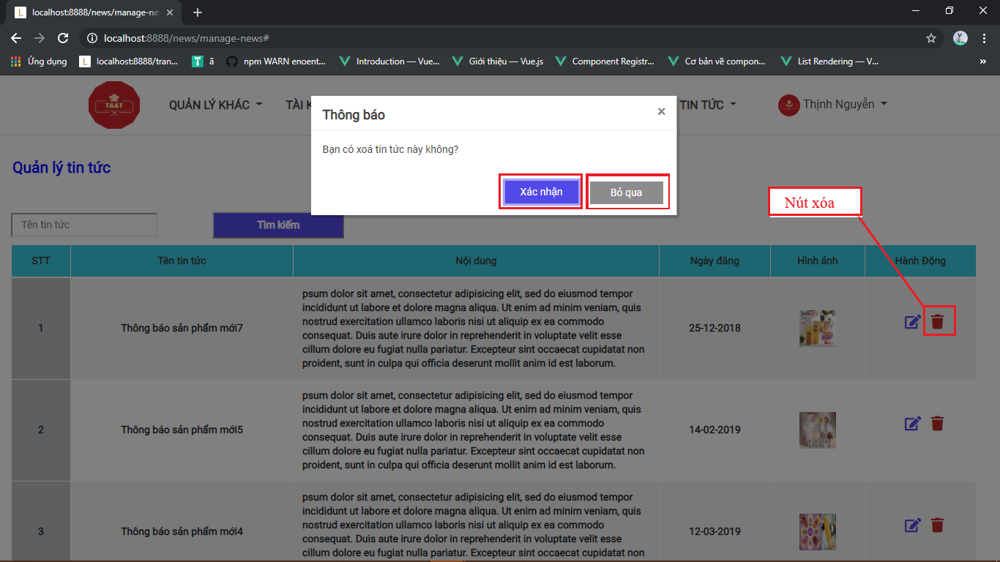 localhost:8888/news/manage-ne
localhost:8888/news/manage-news#
Ứng dụng
localhost:8888/tran...
ã
npm WARN enoent...
Introduction — Vue...
Giới thiệu — Vue.js
Component Registr...
Cơ bản về compon...
List Rendering — V...
»
T&&T
QUẢN LÝ KHÁC
TÀI K
TIN TỨC
Thịnh Nguyễn
Thông báo
×
Bạn có xoá tin tức này không?
Xác nhận
Bỏ qua
Quản lý tin tức
Nút xóa
Tên tin tức
Tìm kiếm
STT
Tên tin tức
Nội dung
Ngày đăng
Hình ảnh
Hành Động
1
Thông báo sản phẩm mới7
psum dolor sit amet, consectetur adipisicing elit, sed do eiusmod tempor
incididunt ut labore et dolore magna aliqua. Ut enim ad minim veniam, quis
nostrud exercitation ullamco laboris nisi ut aliquip ex ea commodo
consequat. Duis aute irure dolor in reprehenderit in voluptate velit esse
cillum dolore eu fugiat nulla pariatur. Excepteur sint occaecat cupidatat non
proident, sunt in culpa qui officia deserunt mollit anim id est laborum.
25-12-2018
2
Thông báo sản phẩm mới5
psum dolor sit amet, consectetur adipisicing elit, sed do eiusmod tempor
incididunt ut labore et dolore magna aliqua. Ut enim ad minim veniam, quis
nostrud exercitation ullamco laboris nisi ut aliquip ex ea commodo
consequat. Duis aute irure dolor in reprehenderit in voluptate velit esse
cillum dolore eu fugiat nulla pariatur. Excepteur sint occaecat cupidatat non
proident, sunt in culpa qui officia deserunt mollit anim id est laborum.
14-02-2019
3
Thông báo sản phẩm mới4
psum dolor sit amet, consectetur adipisicing elit, sed do eiusmod tempor
incididunt ut labore et dolore magna aliqua. Ut enim ad minim veniam, quis
nostrud exercitation ullamco laboris nisi ut aliquip ex ea commodo
consequat. Duis aute irure dolor in reprehenderit in voluptate velit esse
cillum dolore eu fugiat nulla pariatur. Excepteur sint occaecat cupidatat non
12-03-2019